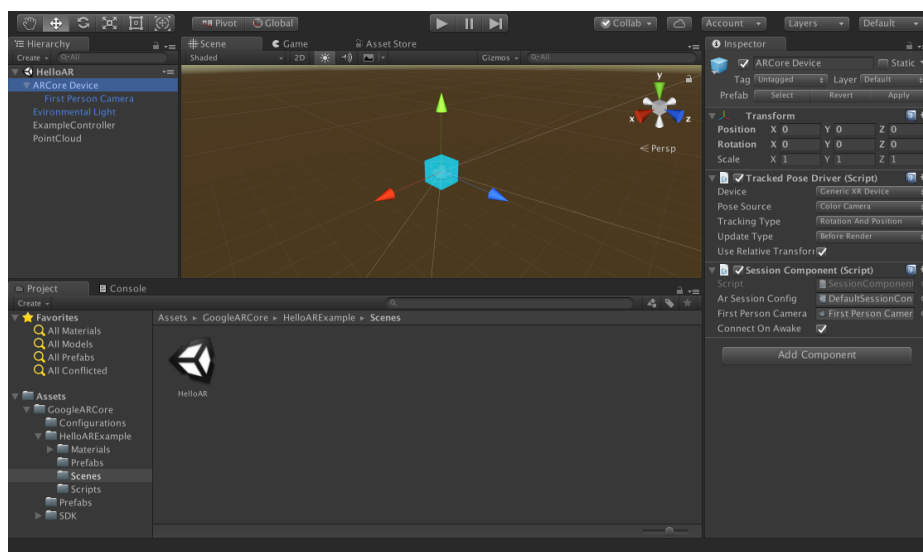 Pivot Global Collab Account Layers Default
Hierarchy
Create All
HelloAR
ARCore Device
First Person Camera
Evironmental Light
ExampleController
PointCloud
Scene Game Asset Store
Shaded 2D Gizmos All
y
x z
Persp
Inspector
ARCore Device Static
Tag Untagged Layer Default
Prefab Select Revert Apply
Transform
Position X 0 Y 0 Z 0
Rotation X 0 Y 0 Z 0
Scale X 1 Y 1 Z 1
Tracked Pose Driver (Script)
Device Generic XR Device
Pose Source Color Camera
Tracking Type Rotation And Position
Update Type Before Render
Use Relative Transfor
Session Component (Script)
Script SessionComponent
Ar Session Config DefaultSessionCon
First Person Camera First Person Camer
Connect On Awake
Add Component
Project Console
Create
Favorites
All Materials
All Models
All Prefabs
All Conflicted
Assets
GoogleARCore
Configurations
HelloARExample
Materials
Prefabs
Scenes
Scripts
Prefabs
SDK
Assets ▸ GoogleARCore ▸ HelloARExample ▸ Scenes
HelloAR